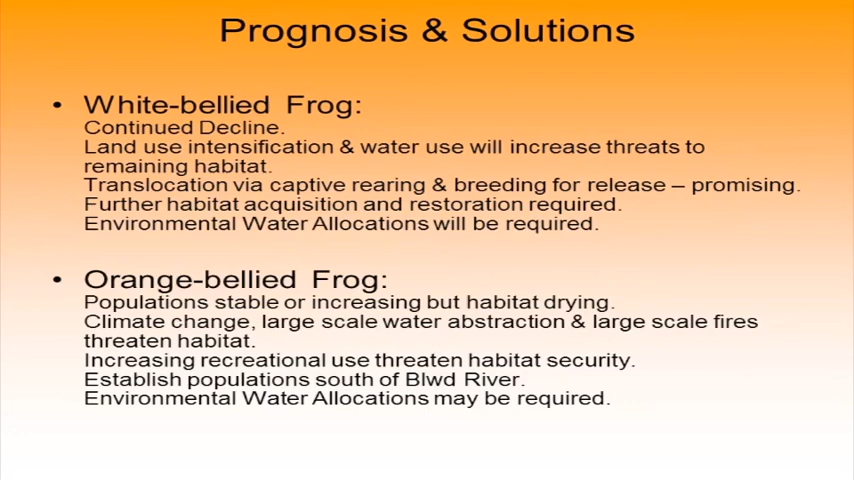 Prognosis & Solutions
• White-bellied Frog:
Continued Decline.
Land use intensification & water use will increase threats to
remaining habitat.
Translocation via captive rearing & breeding for release – promising.
Further habitat acquisition and restoration required.
Environmental Water Allocations will be required.
• Orange-bellied Frog:
Populations stable or increasing but habitat drying.
Climate change, large scale water abstraction & large scale fires
threaten habitat.
Increasing recreational use threaten habitat security.
Establish populations south of Blwd River.
Environmental Water Allocations may be required.